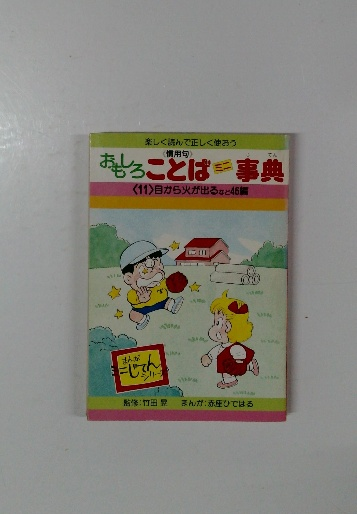 楽しく読んで正しく使おう
〈慣用句〉
おもしろことばミニ事典
てん
〈11〉目から火が出るなど46編
まんが
ミニじてん
シリーズ
監修:竹田 晃 まんが:赤座ひではる